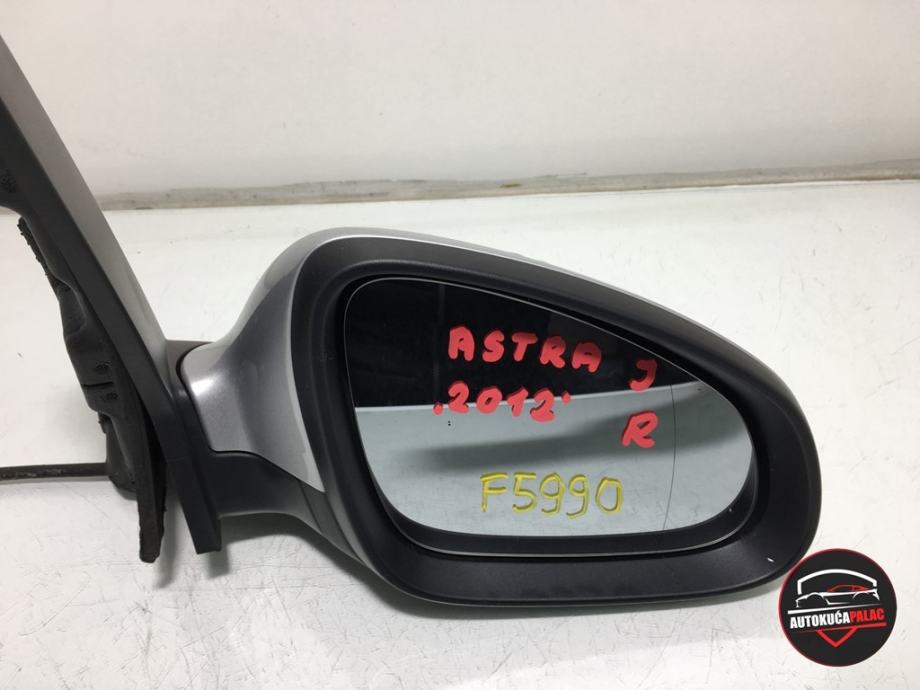 ASTRA J
.2012'
R
F5990
AUTOKUĆAPALAC